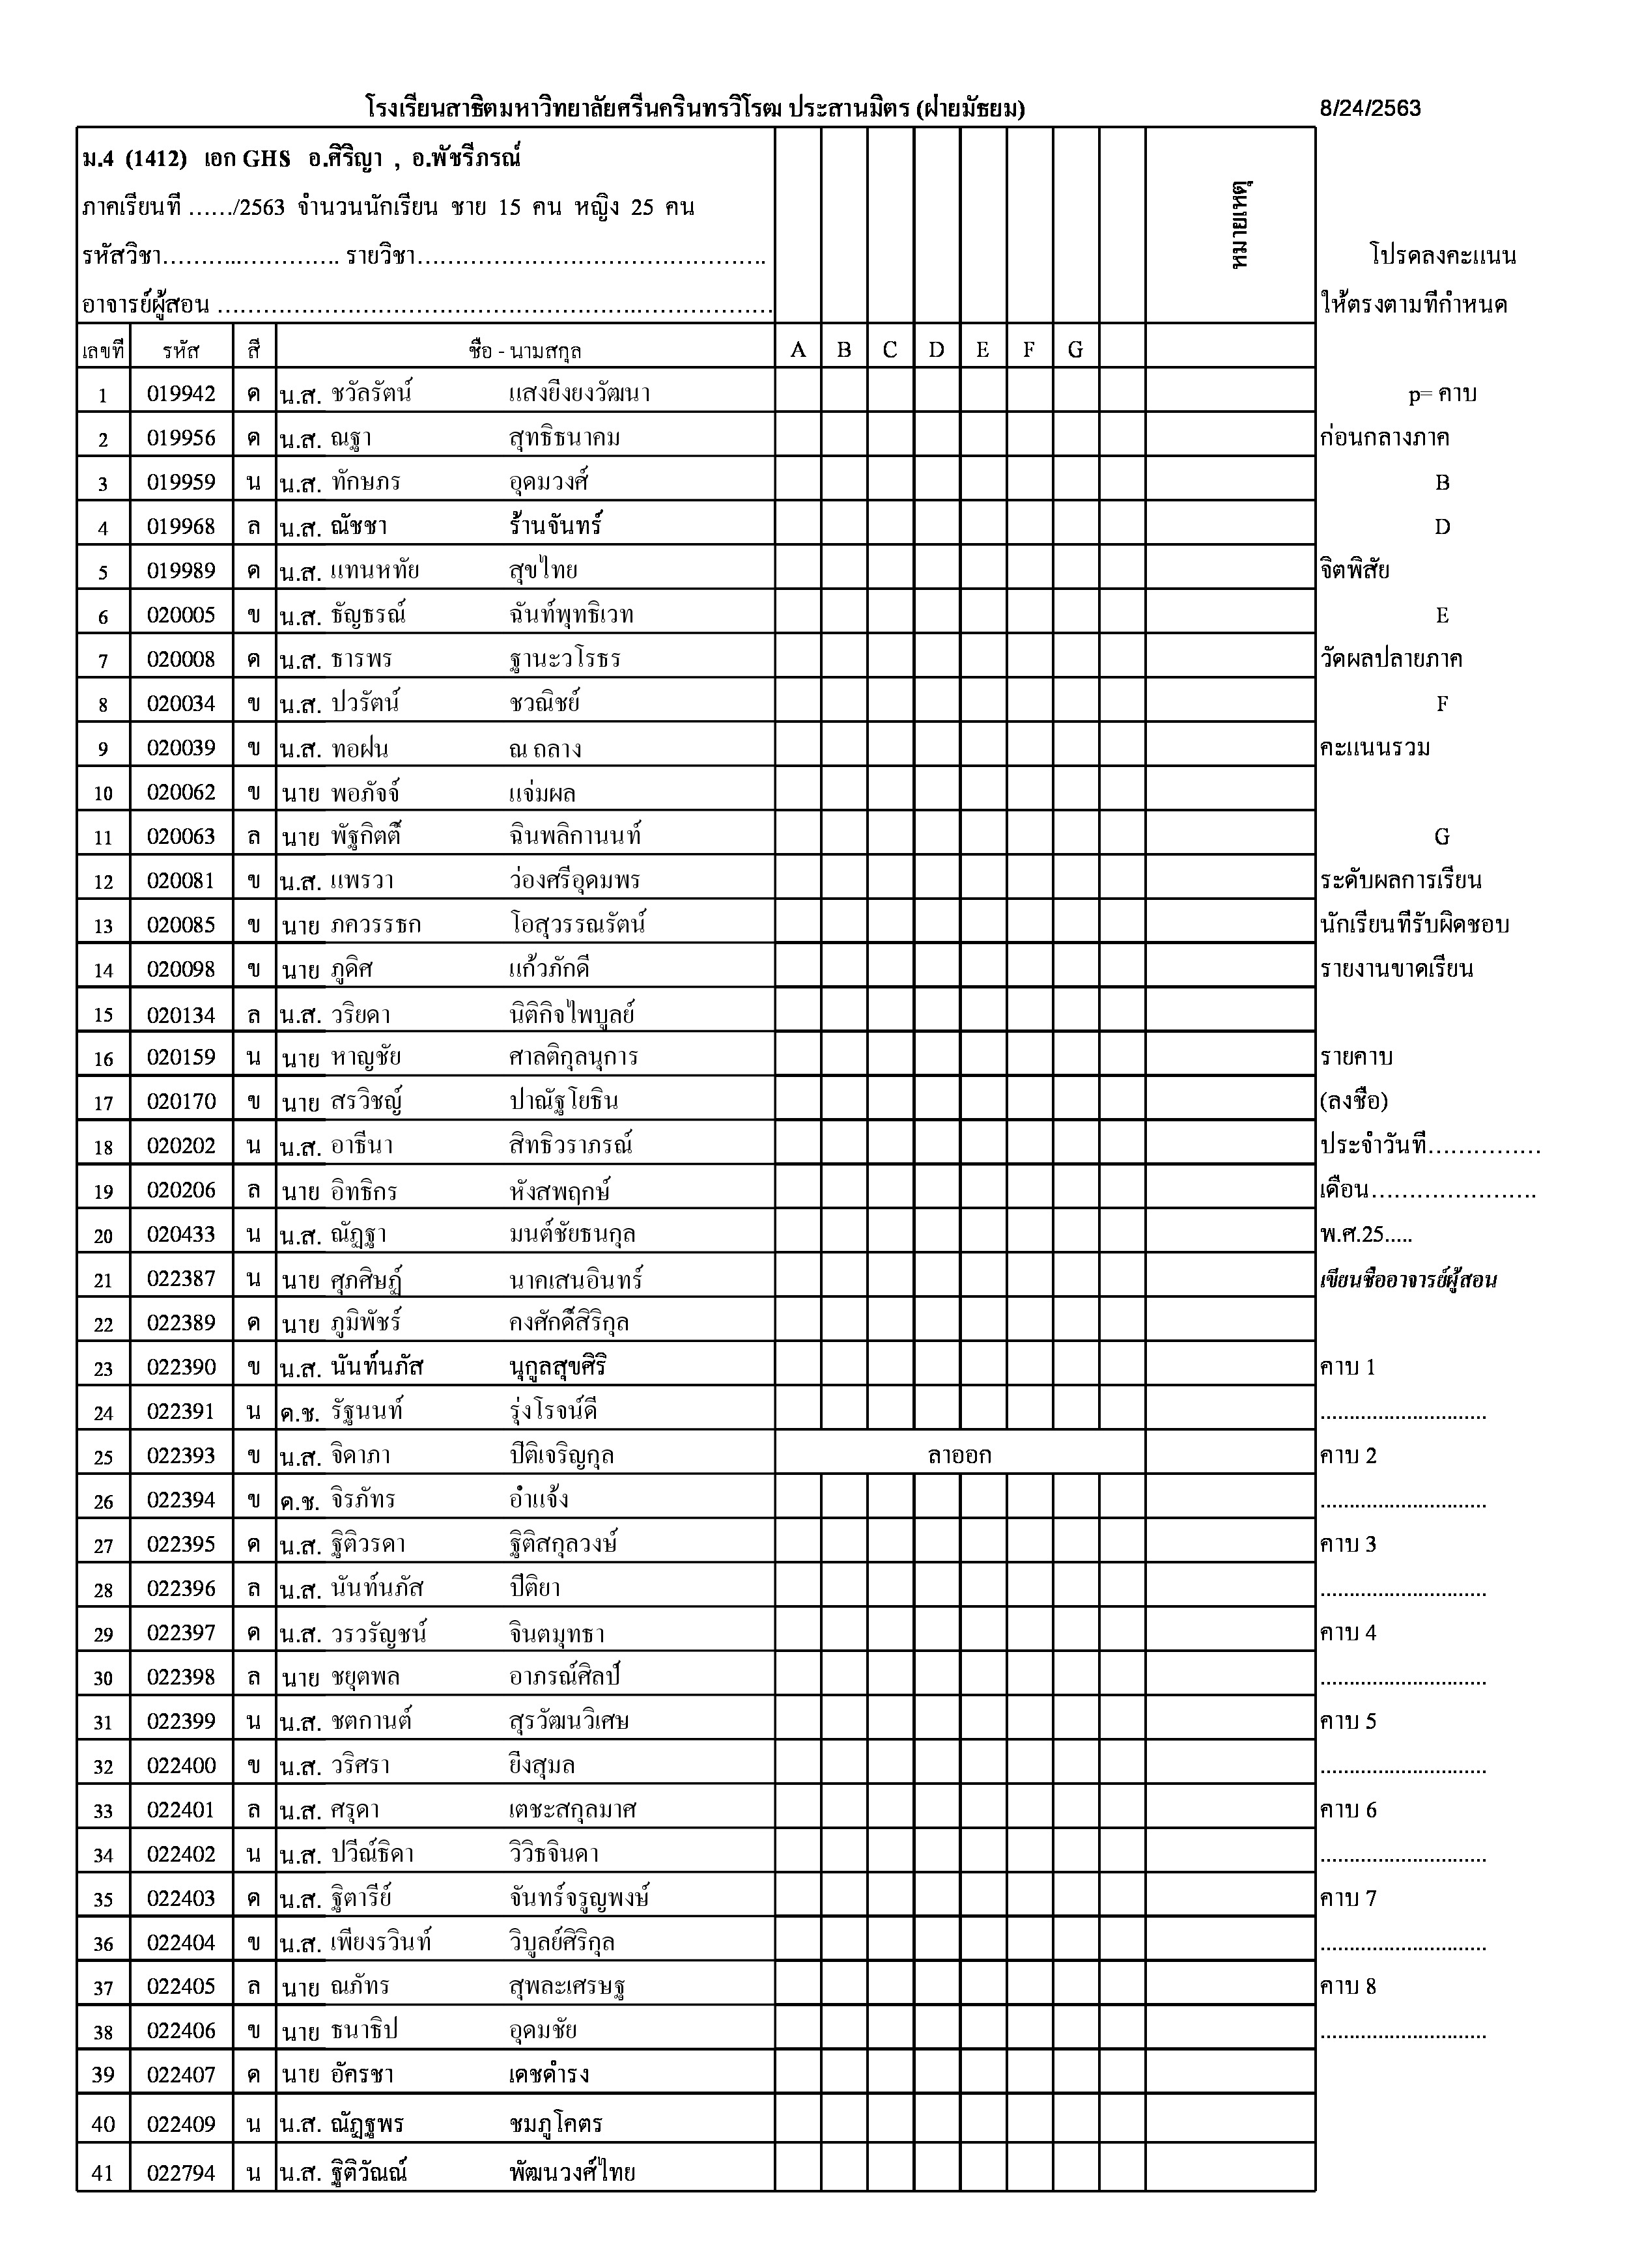 โรงเรียนสาธิตมหาวิทยาลัยศรีนครินทรวิโรฒ ประสานมิตร (ฝ่ายมัธยม) 8/24/2563
ม.4 (1412) เอก GHS อ.ศิริญา , อ.พัชรีภรณ์
ภาคเรียนที่ ....../2563 จำนวนนักเรียน ชาย 15 คน หญิง 25 คน
หมายเหตุ
รหัสวิชา........................ รายวิชา............................................... โปรดลงคะแนน
อาจารย์ผู้สอน ........................................................................... ให้ตรงตามที่กำหนด
เลขที่ รหัส สี ชื่อ - นามสกุล A B C D E F G
1 019942 ค น.ส. ชวัลรัตน์ แสงยิ่งยงวัฒนา p= คาบ
2 019956 ค น.ส. ณฐา สุทธิธนาคม ก่อนกลางภาค
3 019959 น น.ส. ทักษภร อุดมวงศ์ B
4 019968 ล น.ส. ณัชชา ร้านจันทร์ D
5 019989 ค น.ส. แทนหทัย สุขไทย จิตพิสัย
6 020005 ข น.ส. ธัญธรณ์ ฉันท์พุทธิเวท E
7 020008 ค น.ส. ธารพร ฐานะวโรธร วัดผลปลายภาค
8 020034 ข น.ส. ปวรัตน์ ชวณิชย์ F
9 020039 ข น.ส. ทอฝน ณ ถลาง คะแนนรวม
10 020062 ข นาย พอภัจจ์ แจ่มผล
11 020063 ล นาย พัฐกิตติ์ ฉินพลิกานนท์ G
12 020081 ข น.ส. แพรวา ว่องศรีอุดมพร ระดับผลการเรียน
13 020085 ข นาย ภควรรธก โอสุวรรณรัตน์ นักเรียนที่รับผิดชอบ
14 020098 ข นาย ภูดิศ แก้วภักดี รายงานขาดเรียน
15 020134 ล น.ส. วริยดา นิติกิจไพบูลย์
16 020159 น นาย หาญชัย ศาลติกุลนุการ รายคาบ
17 020170 ข นาย สรวิชญ์ ปาณัฐโยธิน (ลงชื่อ)
18 020202 น น.ส. อาธีนา สิทธิวราภรณ์ ประจำวันที่...............
19 020206 ล นาย อิทธิกร หังสพฤกษ์ เดือน......................
20 020433 น น.ส. ณัฏฐา มนต์ชัยธนกุล พ.ศ.25.....
21 022387 น นาย ศุภศิษฏ์ นาคเสนอินทร์ เขียนชื่ออาจารย์ผู้สอน
22 022389 ค นาย ภูมิพัชร์ คงศักดิ์สิริกุล
23 022390 ข น.ส. นันท์นภัส นุกูลสุขศิริ คาบ 1
24 022391 น ด.ช. รัฐนนท์ รุ่งโรจน์ดี .............................
25 022393 ข น.ส. จิดาภา ปีติเจริญกุล ลาออก คาบ 2
26 022394 ข ด.ช. จิรภัทร อ่ำแจ้ง .............................
27 022395 ค น.ส. ฐิติวรดา ฐิติสกุลวงษ์ คาบ 3
28 022396 ล น.ส. นันท์นภัส ปีติยา .............................
29 022397 ค น.ส. วรวรัญชน์ จินตมุทธา คาบ 4
30 022398 ล นาย ชยุตพล อาภรณ์ศิลป์ .............................
31 022399 น น.ส. ชตกานต์ สุรวัฒนวิเศษ คาบ 5
32 022400 ข น.ส. วริศรา ยิ่งสุมล .............................
33 022401 ล น.ส. ศรุดา เตชะสกุลมาศ คาบ 6
34 022402 น น.ส. ปวีณ์ธิดา วิวิธจินดา .............................
35 022403 ค น.ส. ฐิตารีย์ จันทร์จรูญพงษ์ คาบ 7
36 022404 ข น.ส. เพียงรวินท์ วิบูลย์ศิริกุล .............................
37 022405 ล นาย ณภัทร สุพละเศรษฐ คาบ 8
38 022406 ข นาย ธนาธิป อุดมชัย .............................
39 022407 ค นาย อัครชา เดชดำรง
40 022409 น น.ส. ณัฏฐพร ชมภูโคตร
41 022794 น น.ส. ฐิติวัณณ์ พัฒนวงศ์ไทย